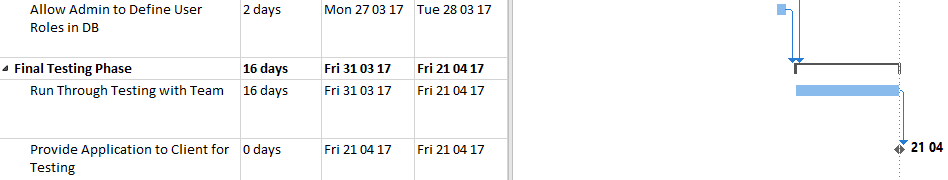 Allow Admin to Define User Roles in DB 2 days Mon 27 03 17 Tue 28 03 17
Final Testing Phase 16 days Fri 31 03 17 Fri 21 04 17
Run Through Testing with Team 16 days Fri 31 03 17 Fri 21 04 17
Provide Application to Client for Testing 0 days Fri 21 04 17 Fri 21 04 17
21 04